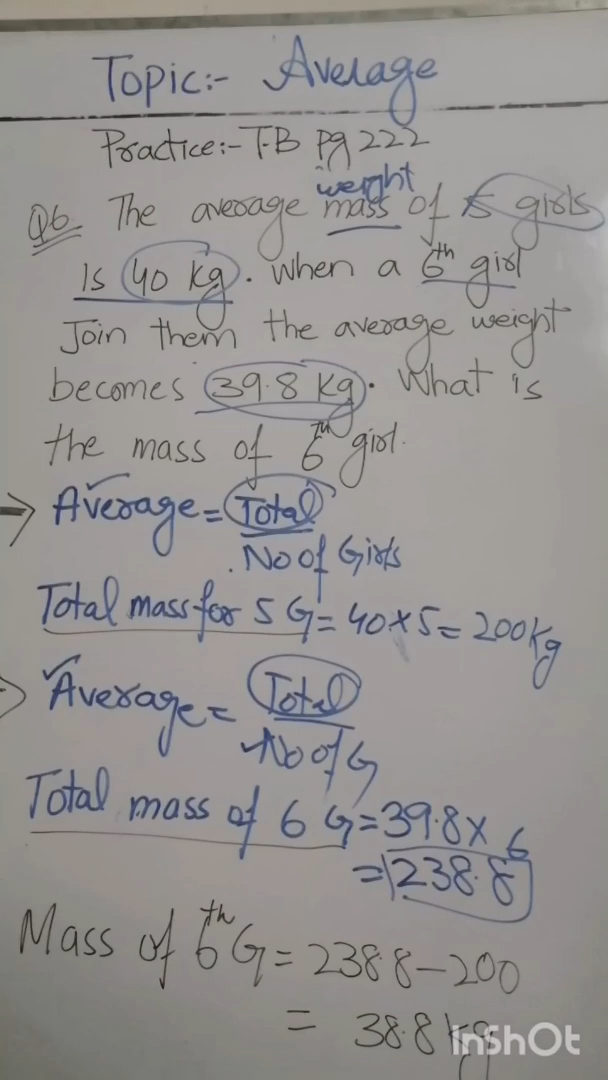 Topic:- Average
Practice:- T.B Pg 222
weight
Q6 The average mass of 5 girls
is 40 kg. When a 6th girl
Join them the average weight
becomes 39.8 kg. What is
the mass of 6th girl.
Average = Total
No of Girls
Total mass for 5 G = 40×5 = 200kg
Average = Total
No of G
Total mass of 6 G = 39.8× 6
= 238.8
Mass of 6th G = 238.8 - 200
= 38.8 kg
InShOt